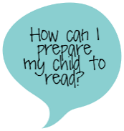 How can I
prepare
my child to
read?